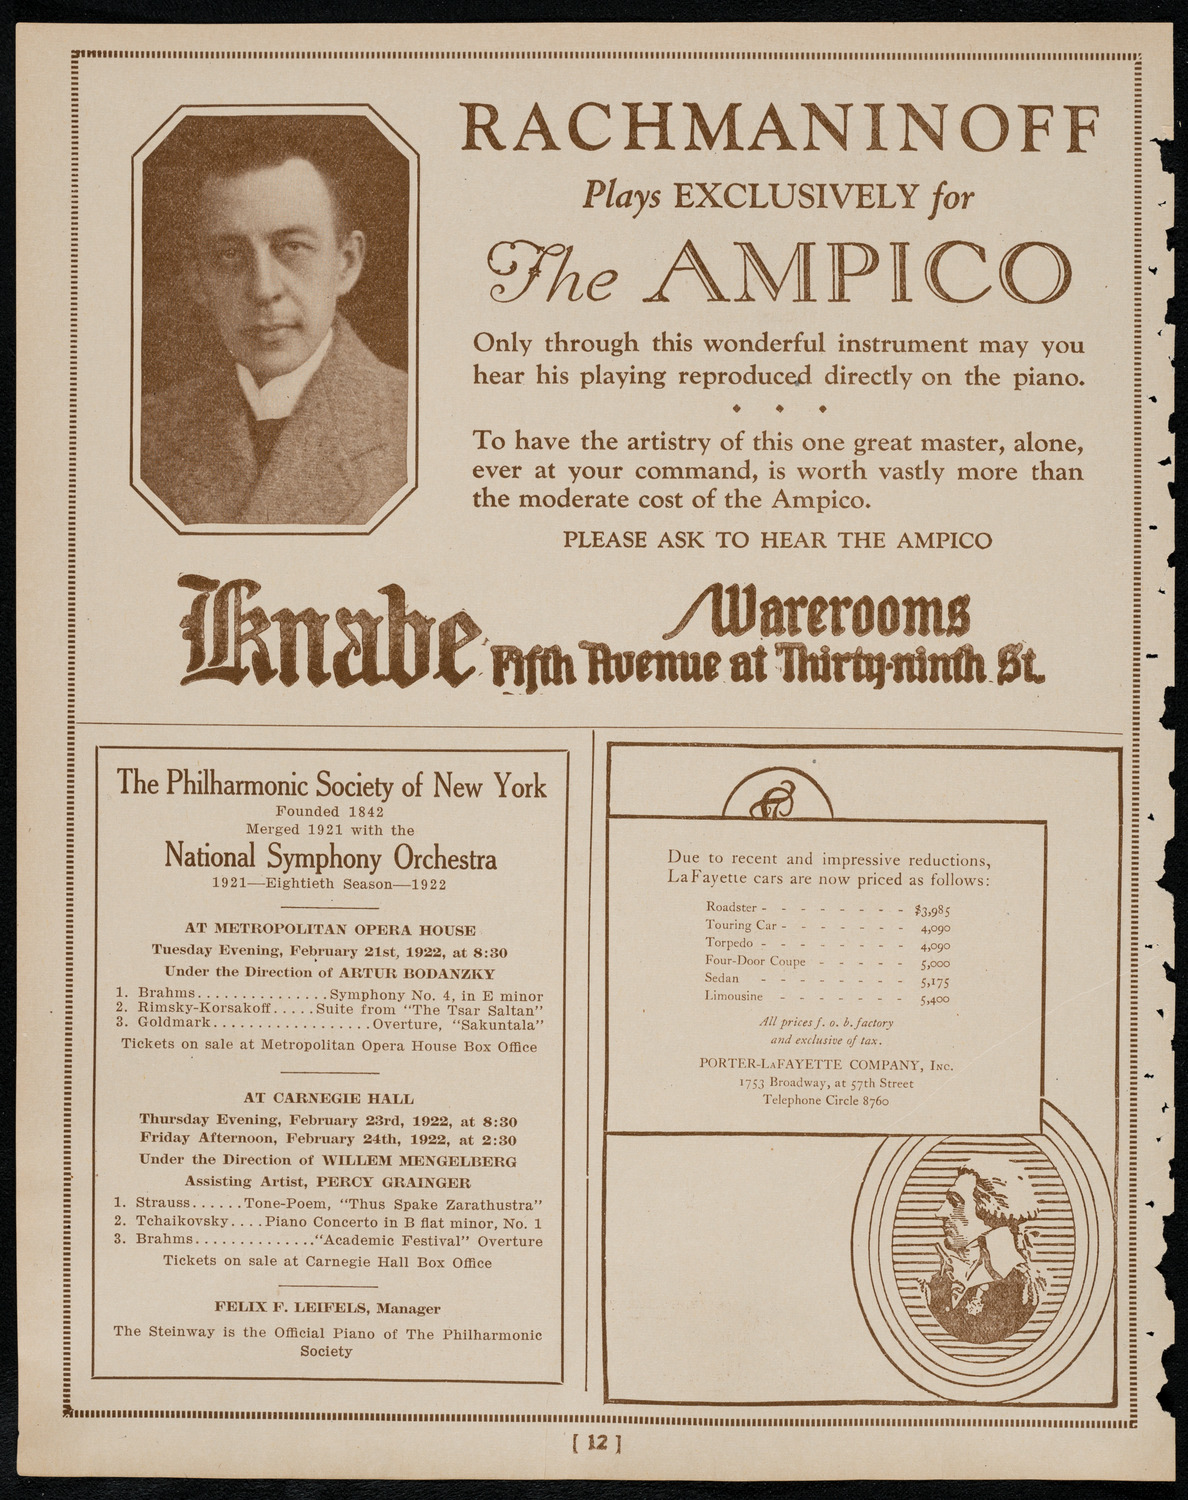 RACHMANINOFF
Plays EXCLUSIVELY for
The AMPICO
Only through this wonderful instrument may you
hear his playing reproduced directly on the piano.
To have the artistry of this one great master, alone,
ever at your command, is worth vastly more than
the moderate cost of the Ampico.
PLEASE ASK TO HEAR THE AMPICO
Knabe Warerooms
Fifth Avenue at Thirty-ninth St.
The Philharmonic Society of New York
Founded 1842
Merged 1921 with the
National Symphony Orchestra
1921—Eightieth Season—1922
AT METROPOLITAN OPERA HOUSE
Tuesday Evening, February 21st, 1922, at 8:30
Under the Direction of ARTUR BODANZKY
1. Brahms...............Symphony No. 4, in E minor
2. Rimsky-Korsakoff.....Suite from "The Tsar Saltan"
3. Goldmark..................Overture, "Sakuntala"
Tickets on sale at Metropolitan Opera House Box Office
AT CARNEGIE HALL
Thursday Evening, February 23rd, 1922, at 8:30
Friday Afternoon, February 24th, 1922, at 2:30
Under the Direction of WILLEM MENGELBERG
Assisting Artist, PERCY GRAINGER
1. Strauss......Tone-Poem, "Thus Spake Zarathustra"
2. Tchaikovsky....Piano Concerto in B flat minor, No. 1
3. Brahms..............."Academic Festival" Overture
Tickets on sale at Carnegie Hall Box Office
FELIX F. LEIFELS, Manager
The Steinway is the Official Piano of The Philharmonic
Society
Due to recent and impressive reductions,
LaFayette cars are now priced as follows:
Roadster - - - - - - - - $3,985
Touring Car - - - - - - - 4,090
Torpedo - - - - - - - - 4,090
Four-Door Coupe - - - - - 5,000
Sedan - - - - - - - - 5,175
Limousine - - - - - - - 5,400
All prices f. o. b. factory
and exclusive of tax.
PORTER-LAFAYETTE COMPANY, INC.
1753 Broadway, at 57th Street
Telephone Circle 8760
[ 12 ]